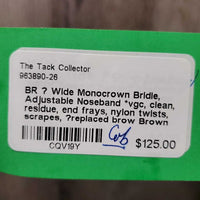 The Tack Collector
963890-26
BR ? Wide Monocrown Bridle,
Adjustable Noseband *vgc, clean,
residue, end frays, nylon twists,
scrapes, ?replaced brow Brown
CQV19Y
$125.00